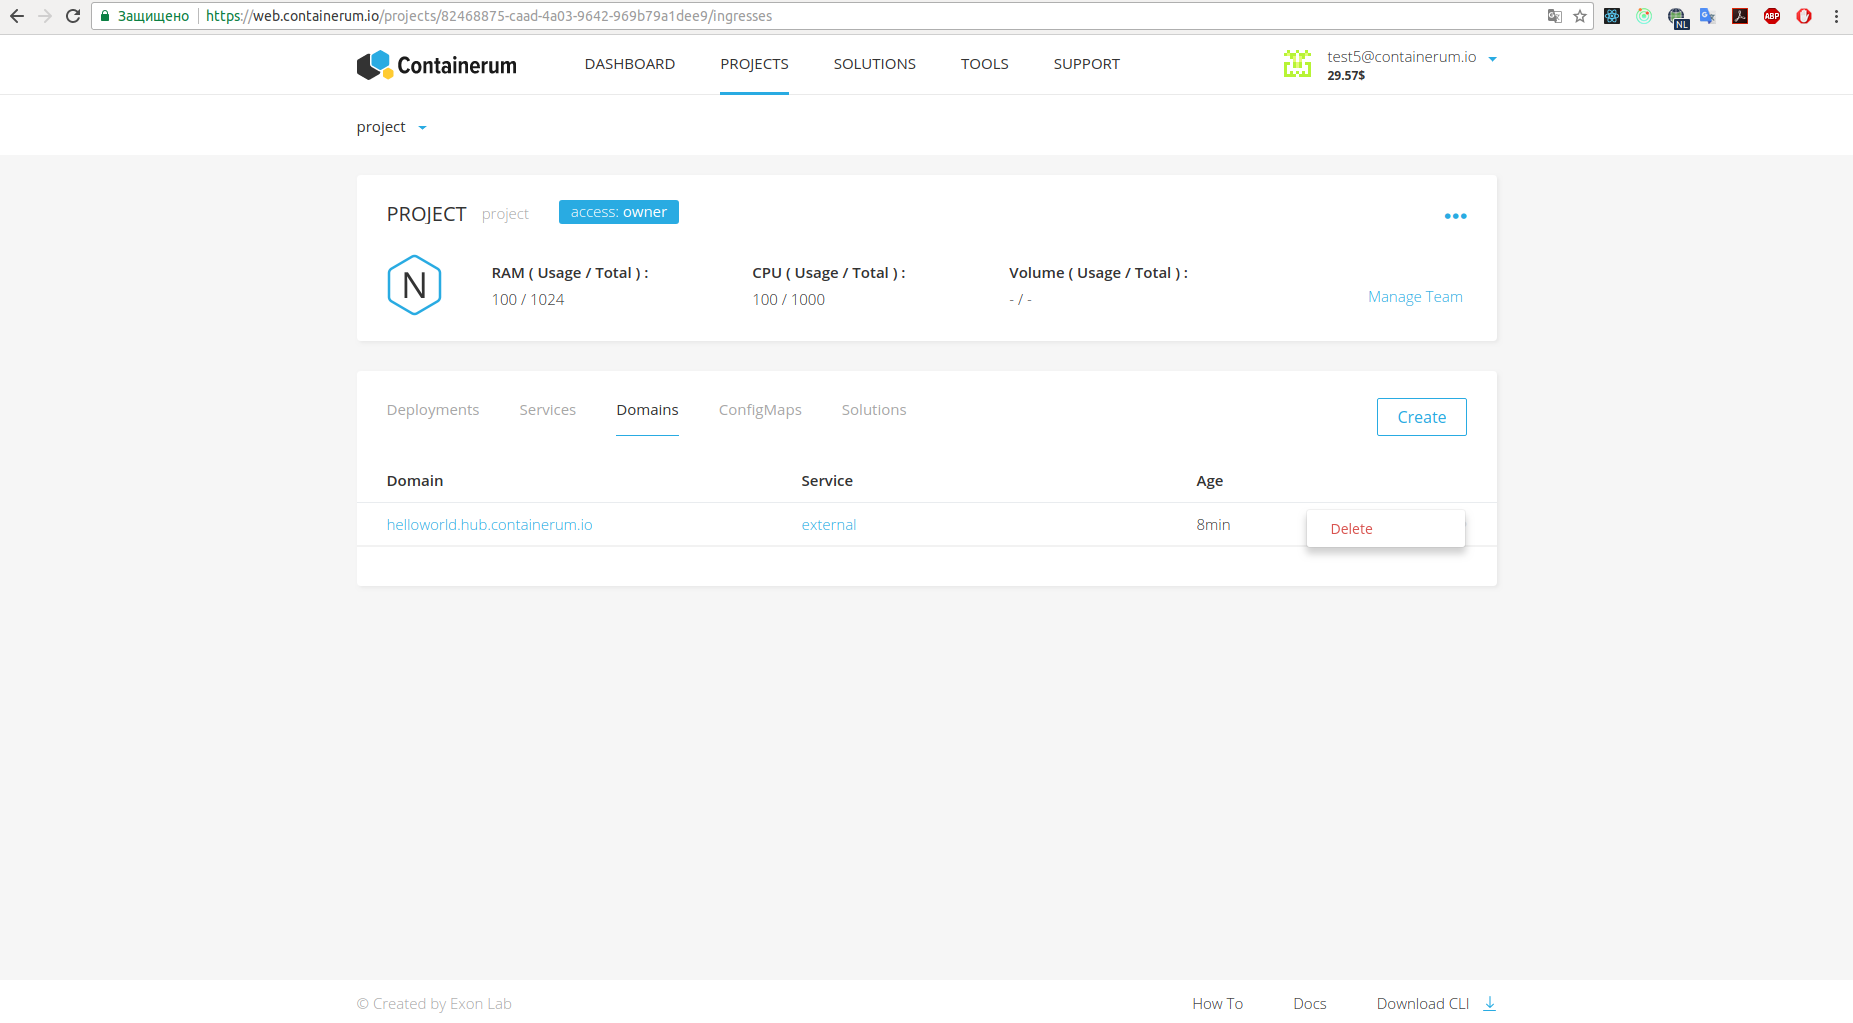 Защищено https://web.containerum.io/projects/82468875-caad-4a03-9642-969b79a1dee9/ingresses NL ABP
Containerum DASHBOARD PROJECTS SOLUTIONS TOOLS SUPPORT test5@containerum.io
29.57$
project
PROJECT project access: owner
N RAM ( Usage / Total ) : CPU ( Usage / Total ) : Volume ( Usage / Total ) :
100 / 1024 100 / 1000 - / - Manage Team
Deployments Services Domains ConfigMaps Solutions Create
Domain Service Age
helloworld.hub.containerum.io external 8min Delete
© Created by Exon Lab How To Docs Download CLI